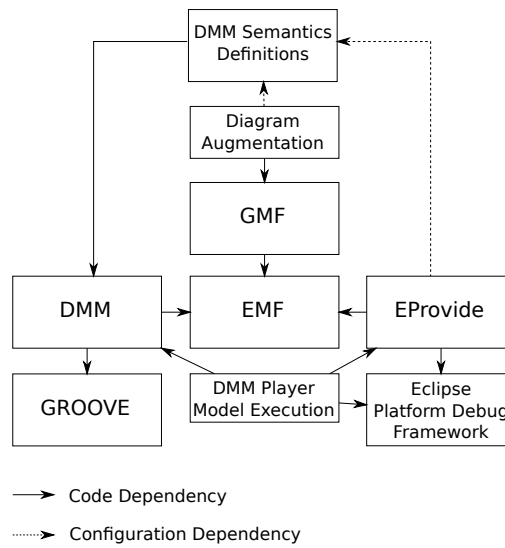 DMM Semantics
Definitions
Diagram
Augmentation
GMF
DMM
EMF
EProvide
GROOVE
DMM Player
Model Execution
Eclipse
Platform Debug
Framework
Code Dependency
Configuration Dependency